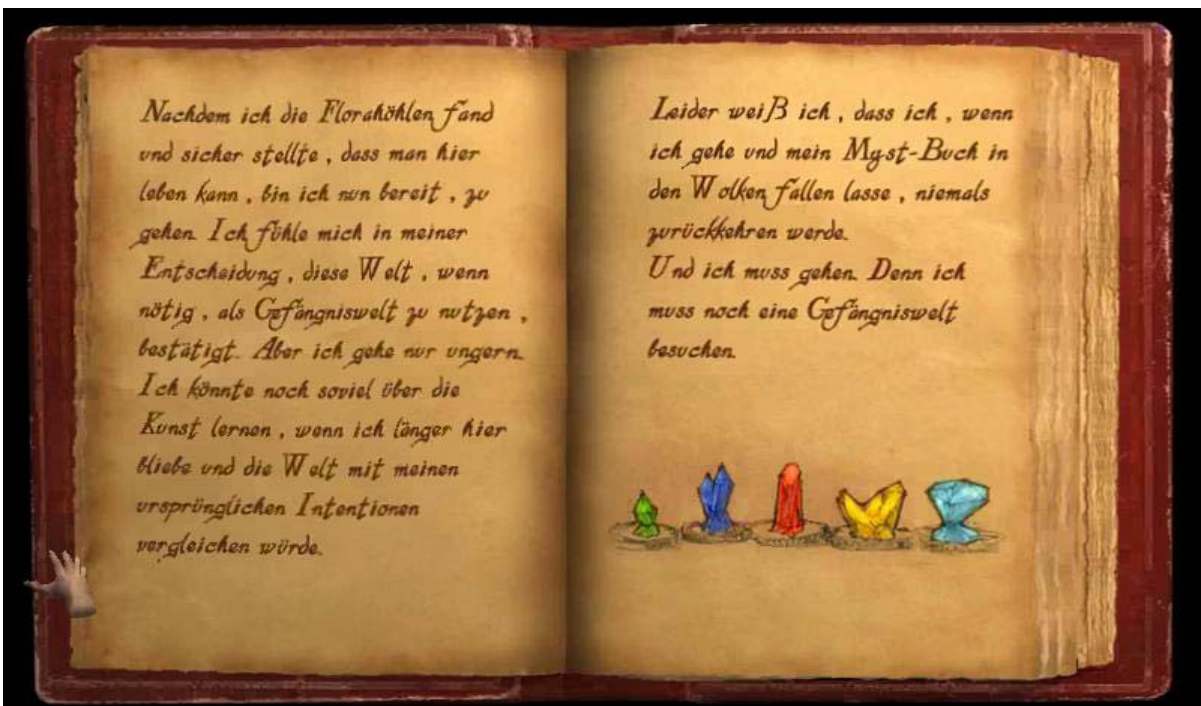 Nachdem ich die Florahöhlen fand
und sicher stellte , dass man hier
leben kann , bin ich nun bereit , zu
gehen. Ich fühle mich in meiner
Entscheidung , diese Welt , wenn
nötig , als Gefängniswelt zu nutzen ,
bestätigt. Aber ich gehe nur ungern.
Ich könnte noch soviel über die
Kunst lernen , wenn ich länger hier
bliebe und die Welt mit meinen
ursprünglichen Intentionen
vergleichen würde.
Leider weiß ich , dass ich , wenn
ich gehe und mein Myst-Buch in
den Wolken fallen lasse , niemals
zurückkehren werde.
Und ich muss gehen. Denn ich
muss noch eine Gefängniswelt
besuchen.